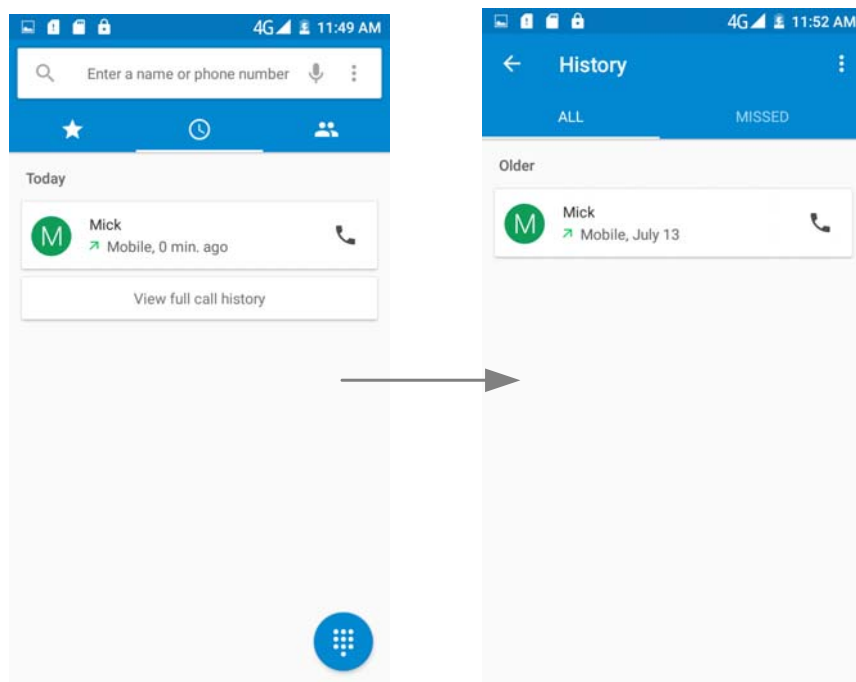 4G 11:49 AM
Enter a name or phone number
Today
M
Mick
Mobile, 0 min. ago
View full call history
4G 11:52 AM
History
ALL MISSED
Older
M
Mick
Mobile, July 13